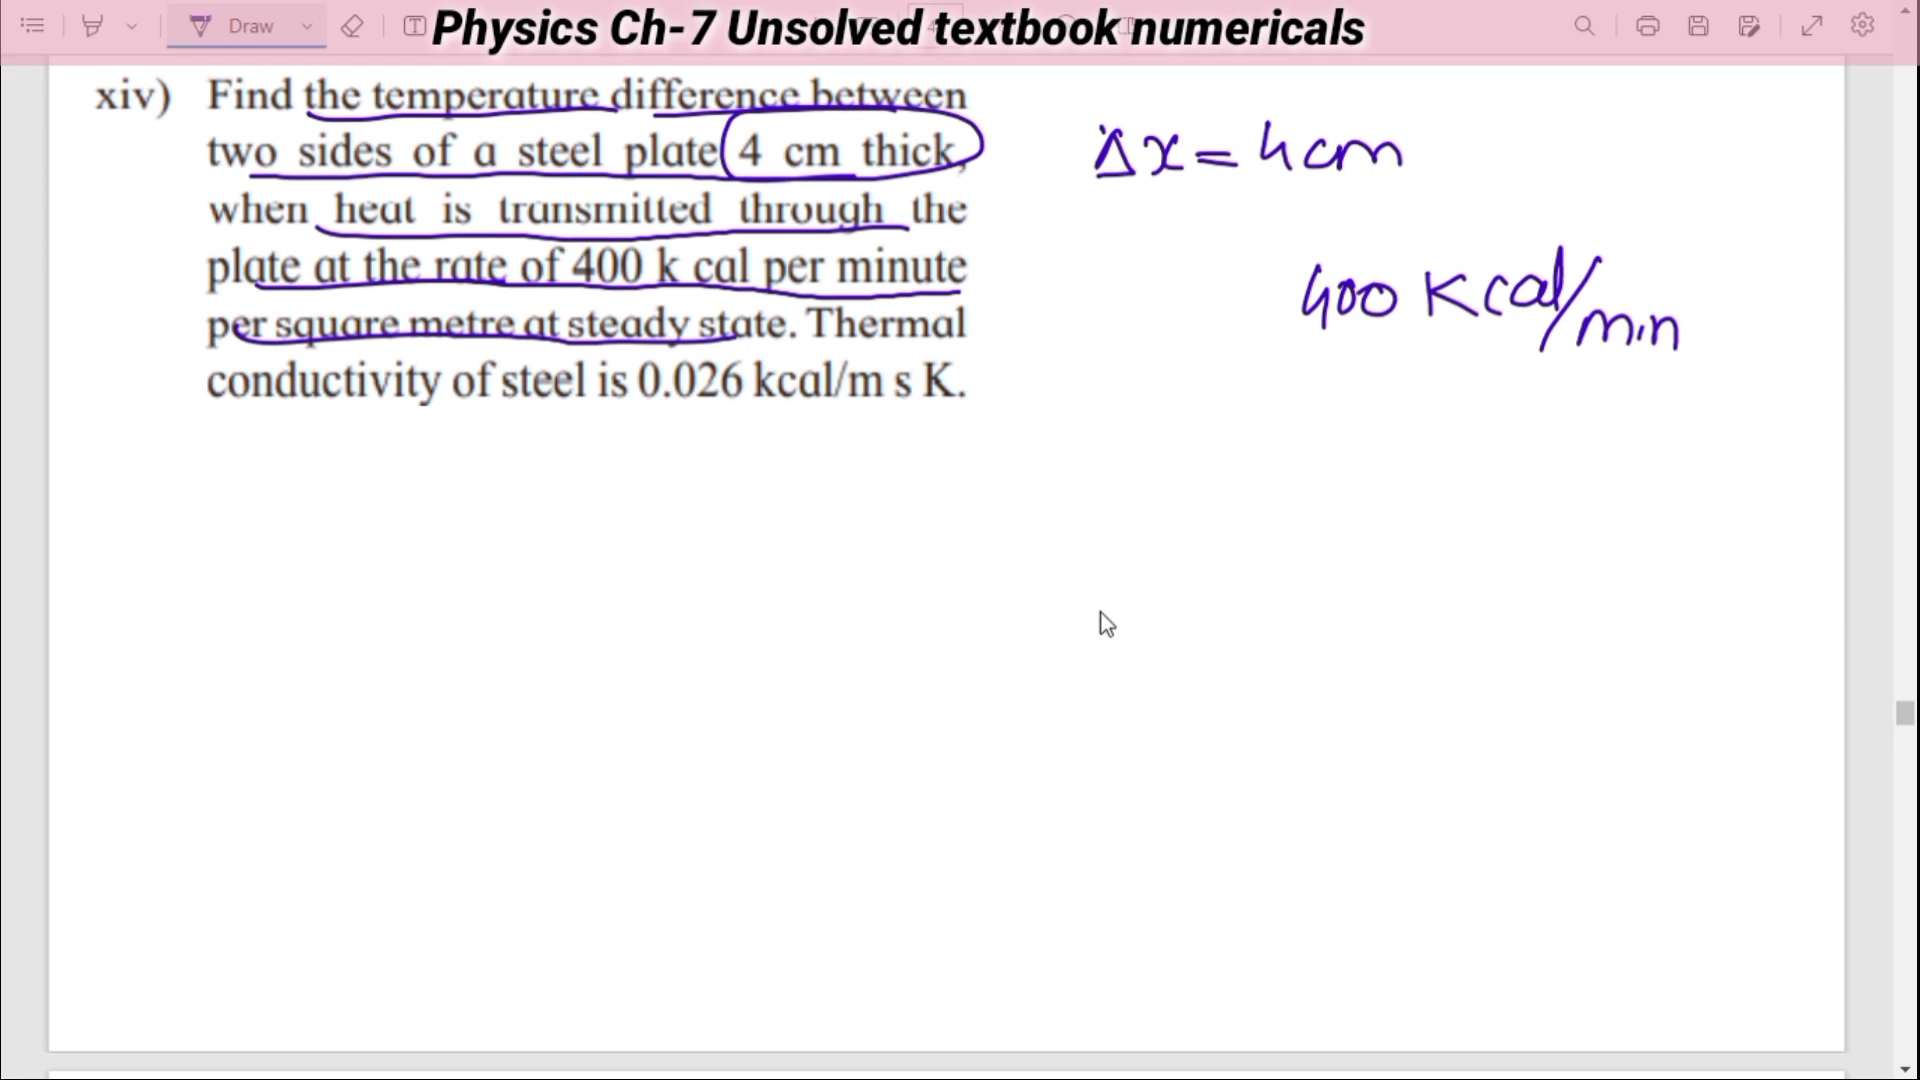 Draw
Physics Ch-7 Unsolved textbook numericals
xiv) Find the temperature difference between
two sides of a steel plate 4 cm thick,
when heat is transmitted through the
plate at the rate of 400 k cal per minute
per square metre at steady state. Thermal
conductivity of steel is 0.026 kcal/m s K.
Δx = 4 cm
400 Kcal/min